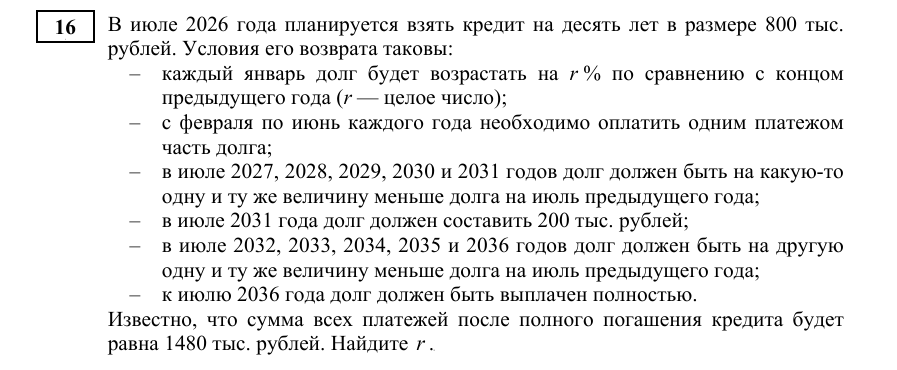 16
В июле 2026 года планируется взять кредит на десять лет в размере 800 тыс.
рублей. Условия его возврата таковы:
– каждый январь долг будет возрастать на r % по сравнению с концом
предыдущего года (r — целое число);
– с февраля по июнь каждого года необходимо оплатить одним платежом
часть долга;
– в июле 2027, 2028, 2029, 2030 и 2031 годов долг должен быть на какую-то
одну и ту же величину меньше долга на июль предыдущего года;
– в июле 2031 года долг должен составить 200 тыс. рублей;
– в июле 2032, 2033, 2034, 2035 и 2036 годов долг должен быть на другую
одну и ту же величину меньше долга на июль предыдущего года;
– к июлю 2036 года долг должен быть выплачен полностью.
Известно, что сумма всех платежей после полного погашения кредита будет
равна 1480 тыс. рублей. Найдите r .